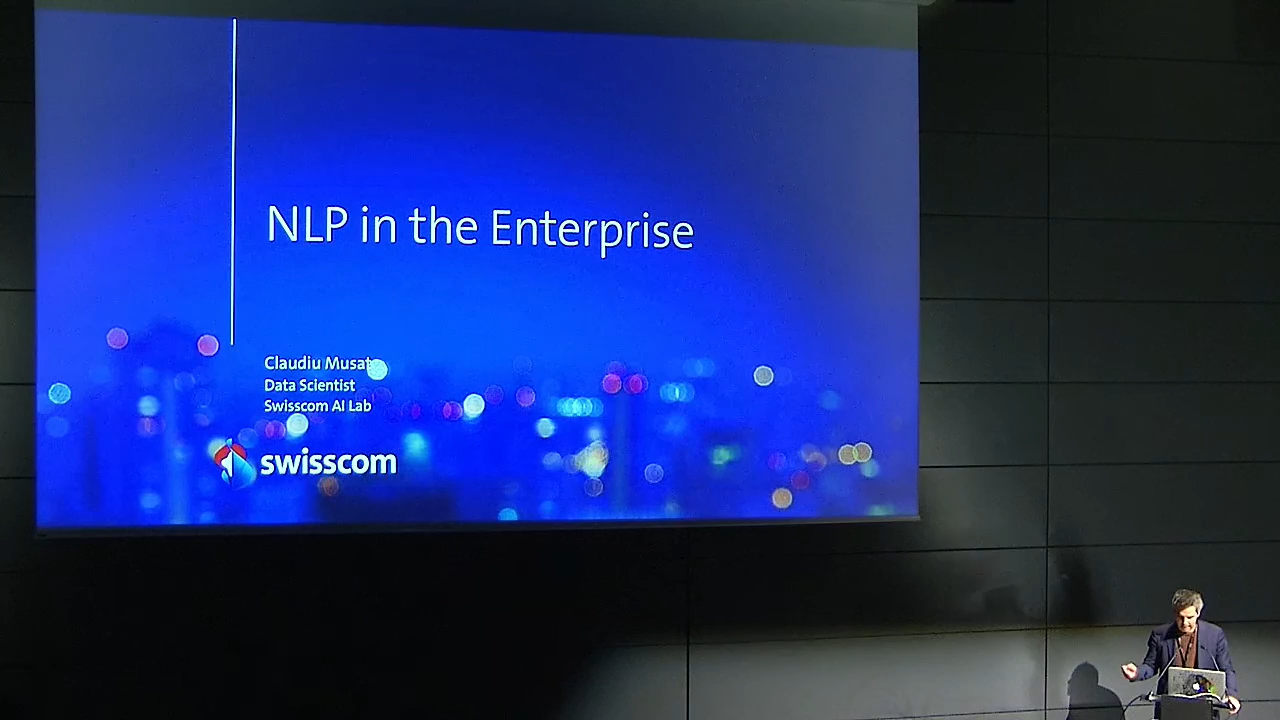 NLP in the Enterprise
Claudiu Musat
Data Scientist
Swisscom AI Lab
swisscom